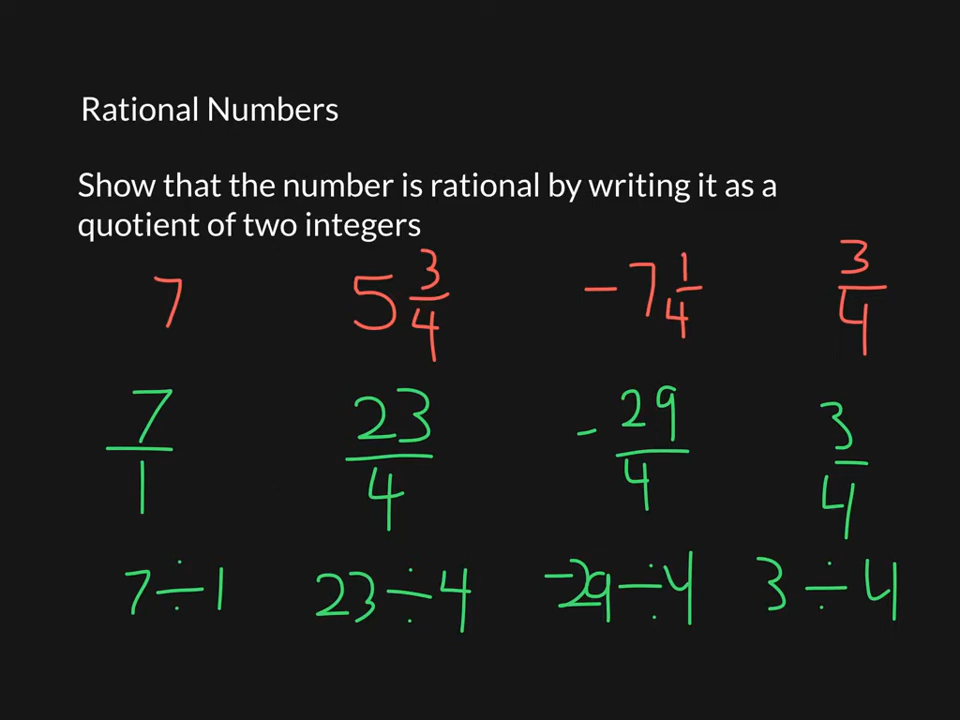 Rational Numbers
Show that the number is rational by writing it as a
quotient of two integers
7 5 3/4 -7 1/4 3/4
7/1 23/4 -29/4 3/4
7÷1 23÷4 -29÷4 3÷4